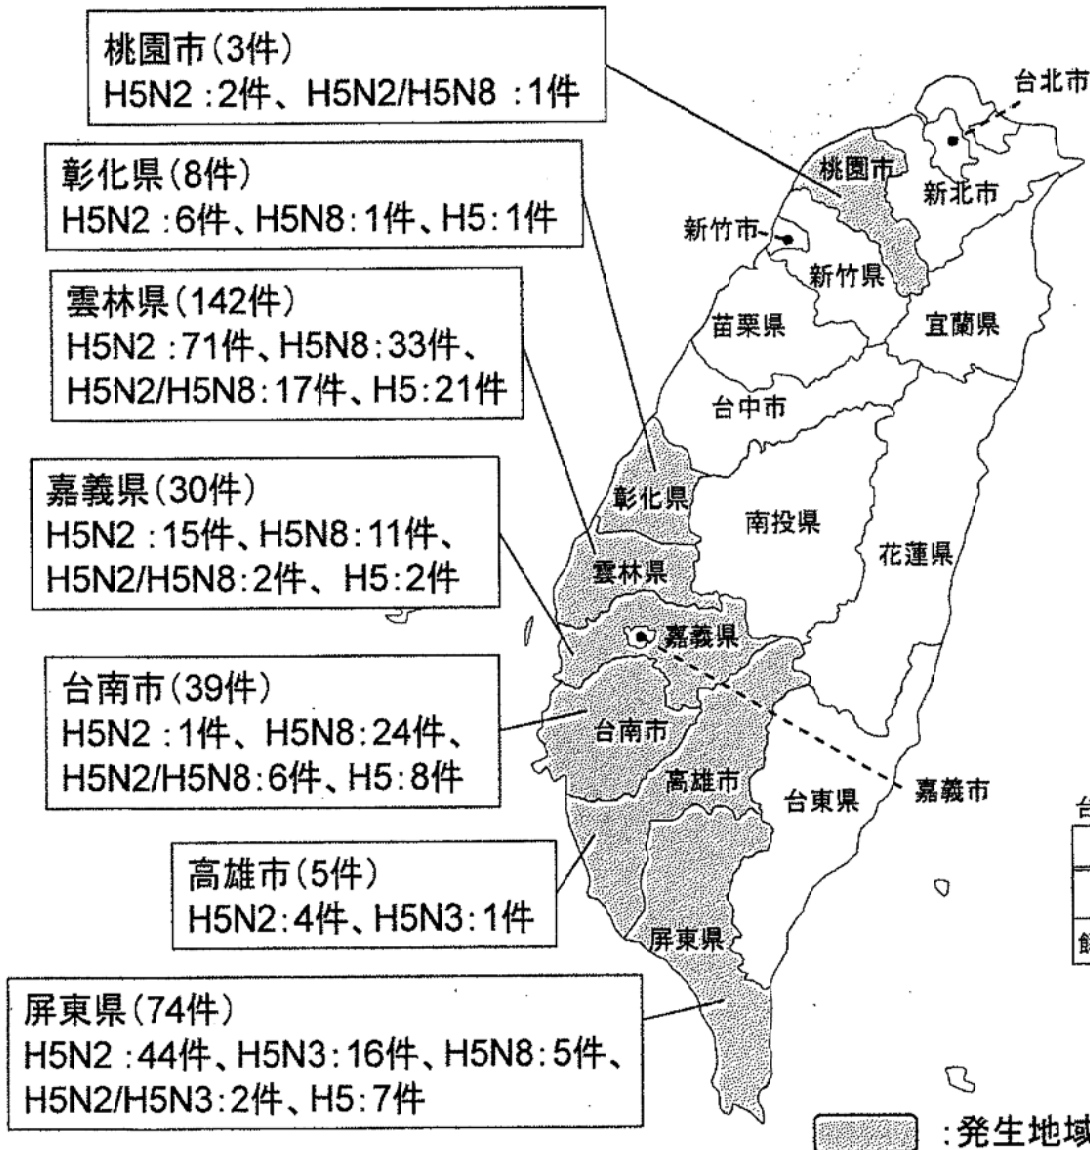 桃園市(3件)
H5N2:2件、H5N2/H5N8:1件
彰化県(8件)
H5N2:6件、H5N8:1件、H5:1件
雲林県(142件)
H5N2:71件、H5N8:33件、
H5N2/H5N8:17件、H5:21件
嘉義県(30件)
H5N2:15件、H5N8:11件、
H5N2/H5N8:2件、H5:2件
台南市(39件)
H5N2:1件、H5N8:24件、
H5N2/H5N8:6件、H5:8件
高雄市(5件)
H5N2:4件、H5N3:1件
屏東県(74件)
H5N2:44件、H5N3:16件、H5N8:5件、
H5N2/H5N3:2件、H5:7件
台北市
桃園市
新北市
新竹市
新竹県
苗栗県
宜蘭県
台中市
彰化県
南投県
花蓮県
雲林県
嘉義県
台南市
高雄市
台東県
嘉義市
屏東県
台
:発生地域